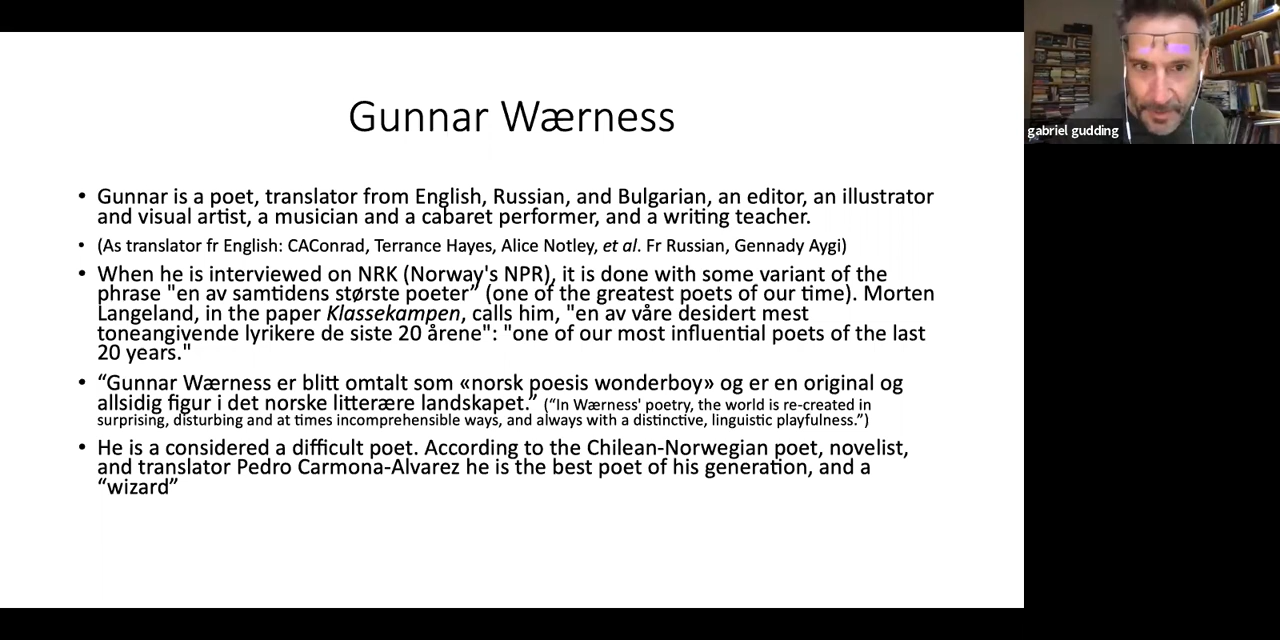 Gunnar Wærness
• Gunnar is a poet, translator from English, Russian, and Bulgarian, an editor, an illustrator
and visual artist, a musician and a cabaret performer, and a writing teacher.
• (As translator fr English: CAConrad, Terrance Hayes, Alice Notley, et al. Fr Russian, Gennady Aygi)
• When he is interviewed on NRK (Norway's NPR), it is done with some variant of the
phrase "en av samtidens største poeter” (one of the greatest poets of our time). Morten
Langeland, in the paper Klassekampen, calls him, "en av våre desidert mest
toneangivende lyrikere de siste 20 årene": "one of our most influential poets of the last
20 years."
• “Gunnar Wærness er blitt omtalt som «norsk poesis wonderboy» og er en original og
allsidig figur i det norske litterære landskapet.” (“In Wærness' poetry, the world is re-created in
surprising, disturbing and at times incomprehensible ways, and always with a distinctive, linguistic playfulness.”)
• He is a considered a difficult poet. According to the Chilean-Norwegian poet, novelist,
and translator Pedro Carmona-Alvarez he is the best poet of his generation, and a
“wizard”
gabriel gudding